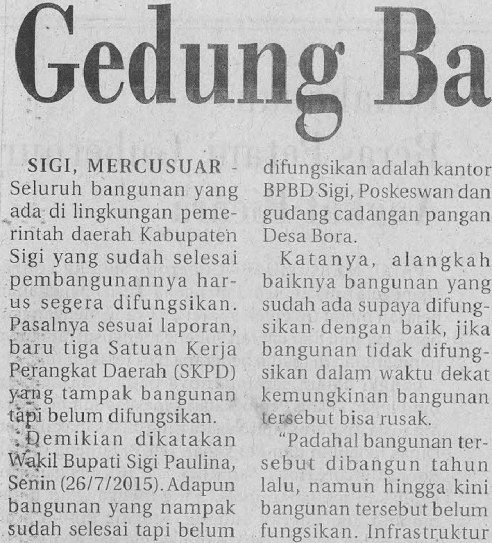 Gedung Ba
SIGI, MERCUSUAR -
Seluruh bangunan yang
ada di lingkungan peme-
rintah daerah Kabupaten
Sigi yang sudah selesai
pembangunannya har-
us segera difungsikan.
Pasalnya sesuai laporan,
baru tiga Satuan Kerja
Perangkat Daerah (SKPD)
yang tampak bangunan
tapi belum difungsikan.
Demikian dikatakan
Wakil Bupati Sigi Paulina,
Senin (26/7/2015). Adapun
bangunan yang nampak
sudah selesai tapi belum
difungsikan adalah kantor
BPBD Sigi, Poskeswan dan
gudang cadangan pangan
Desa Bora.
Katanya, alangkah
baiknya bangunan yang
sudah ada supaya difung-
sikan dengan baik, jika
bangunan tidak difung-
sikan dalam waktu dekat
kemungkinan bangunan
tersebut bisa rusak.
“Padahal bangunan ter-
sebut dibangun tahun
lalu, namun hingga kini
bangunan tersebut belum
fungsikan. Infrastruktur